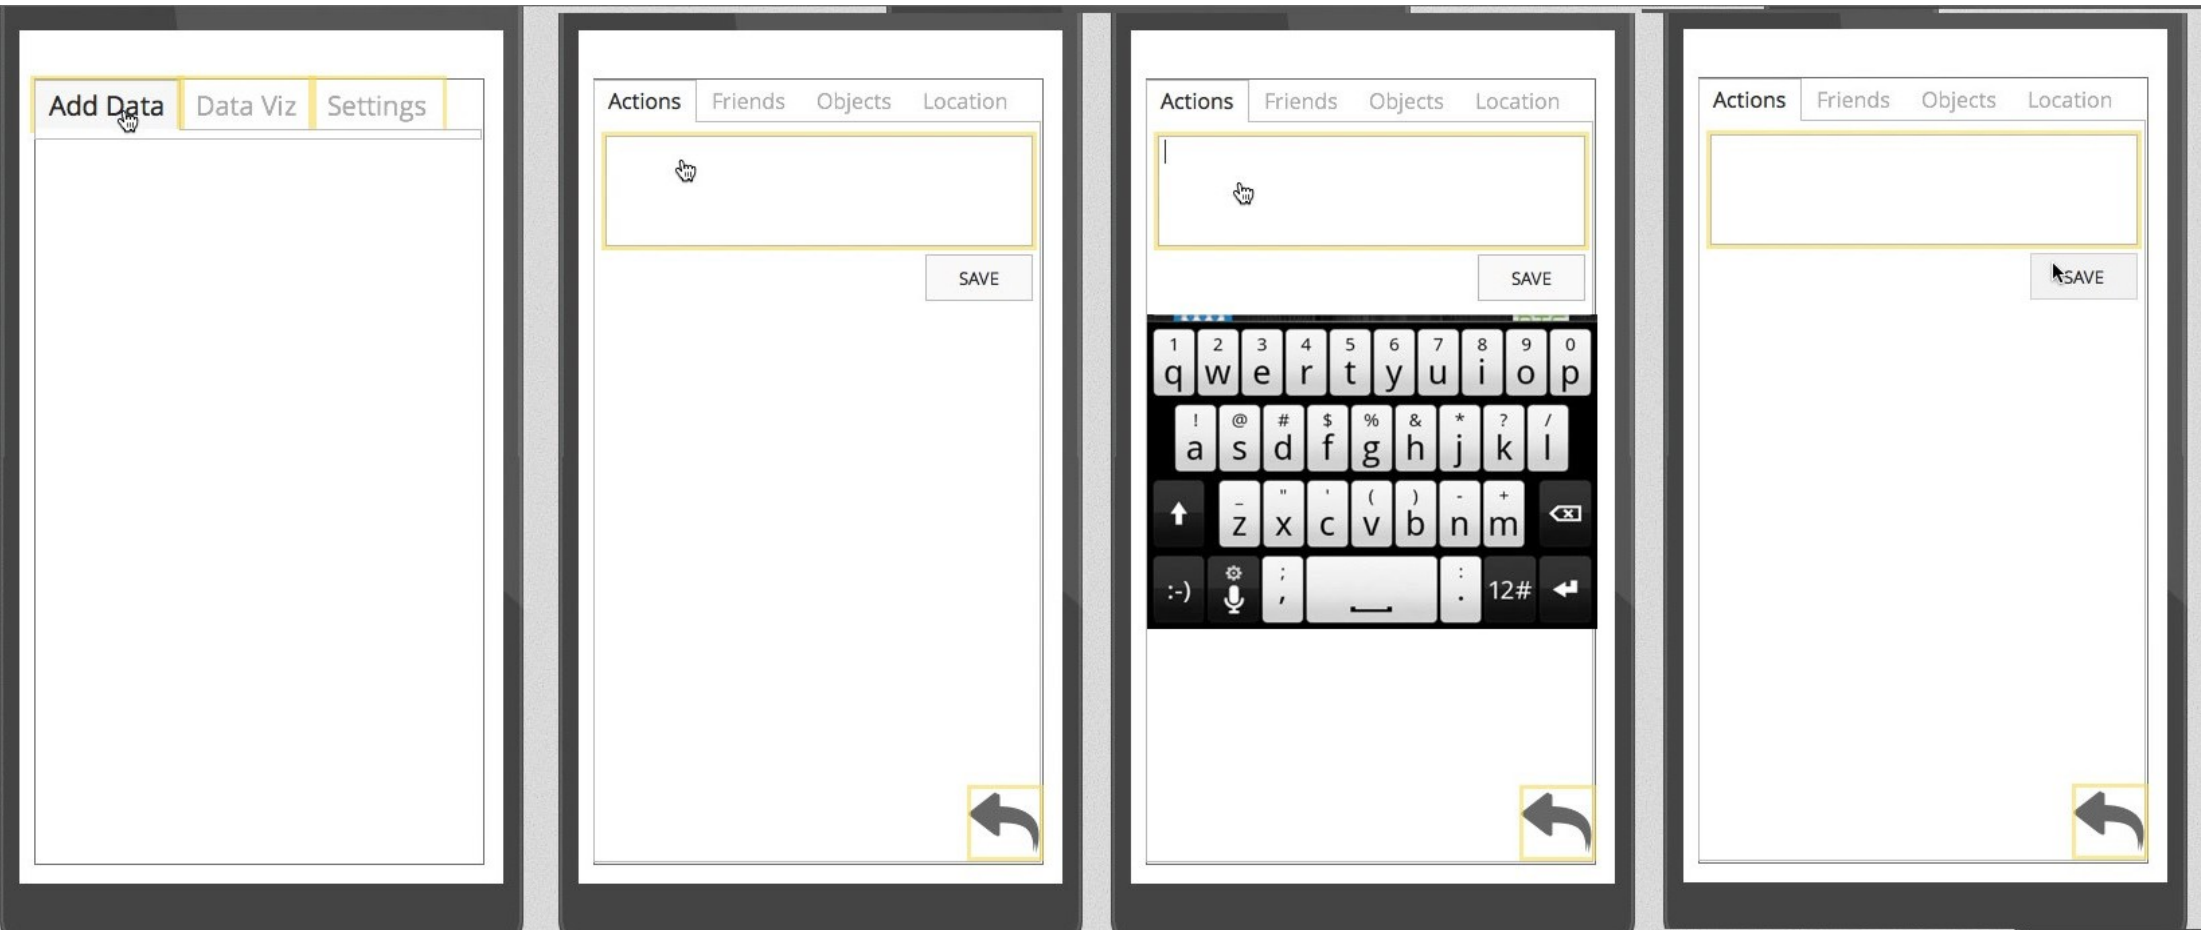 Add Data Data Viz Settings
Actions Friends Objects Location
SAVE
Actions Friends Objects Location
SAVE
1 2 3 4 5 6 7 8 9 0
q w e r t y u i o p
! @ # $ % & * ? /
a s d f g h j k l
_ " ' ( ) - +
z x c v b n m
; :
:-) , . 12#
Actions Friends Objects Location
SAVE